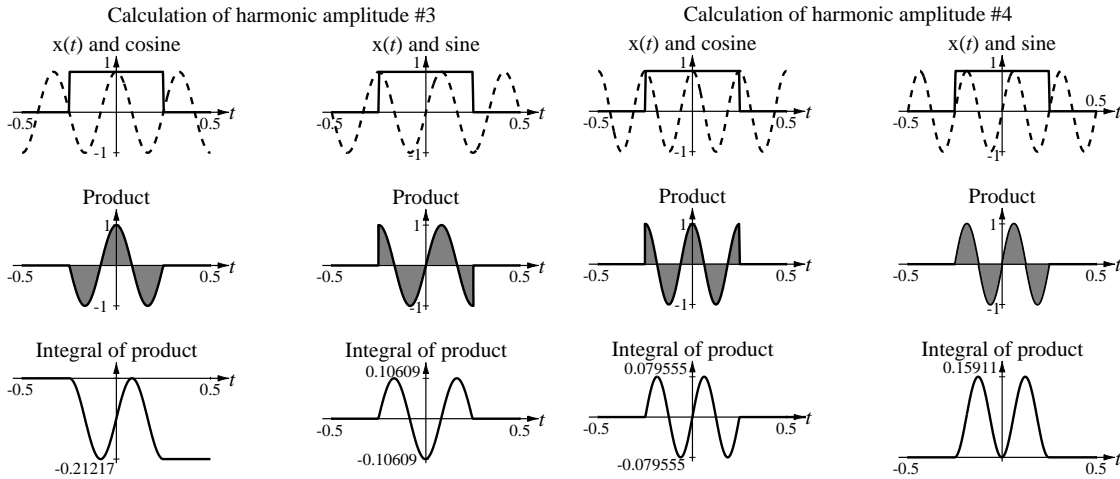 Calculation of harmonic amplitude #3
Calculation of harmonic amplitude #4
x(t) and cosine
x(t) and sine
x(t) and cosine
x(t) and sine
1
t
-0.5
0.5
-1
1
t
-0.5
0.5
-1
1
t
-0.5
0.5
-1
1
t
-0.5
0.5
-1
Product
Product
Product
Product
1
t
-0.5
0.5
-1
1
t
-0.5
0.5
-1
1
t
-0.5
0.5
-1
1
t
-0.5
0.5
-1
Integral of product
Integral of product
Integral of product
Integral of product
t
-0.5
0.5
-0.21217
0.10609
t
-0.5
0.5
-0.10609
0.079555
t
-0.5
0.5
-0.079555
0.15911
t
-0.5
0.5